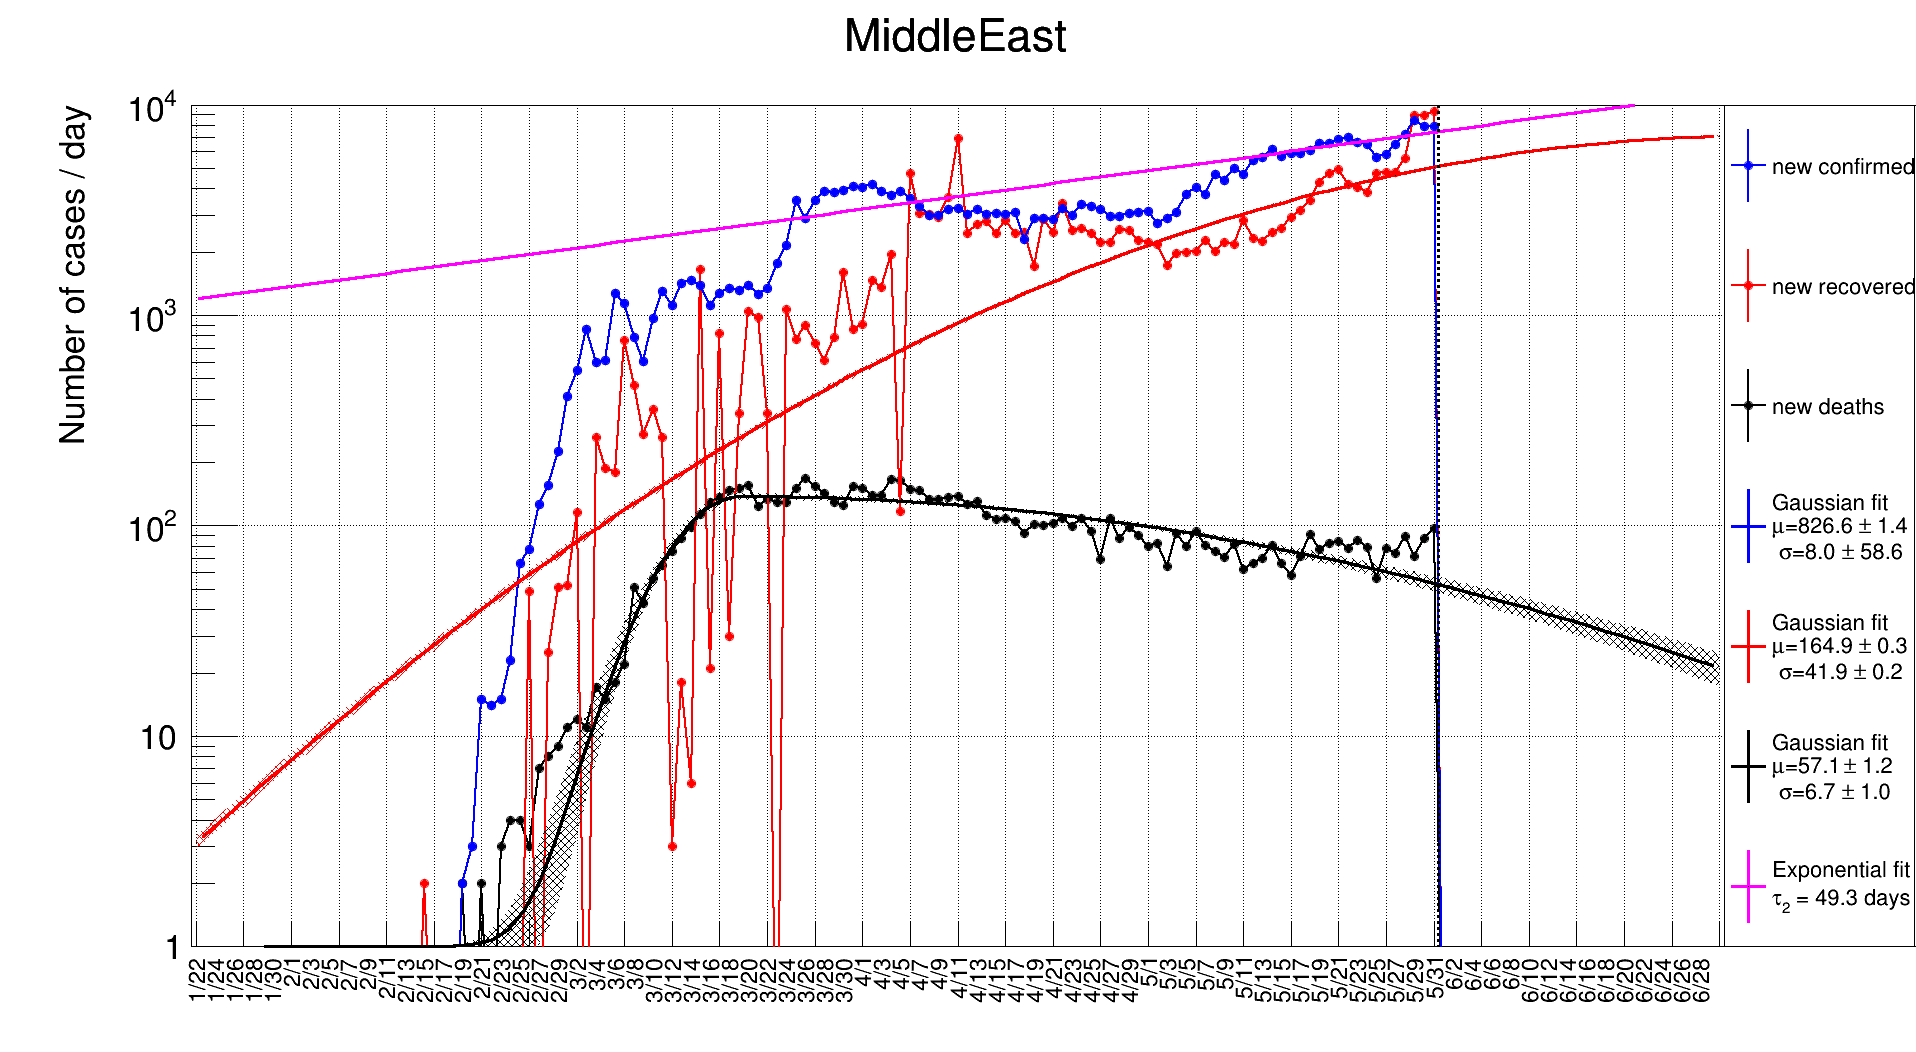 MiddleEast
Number of cases / day
10^4
10^3
10^2
10
1
1/22 1/24 1/26 1/28 1/30 2/1 2/3 2/5 2/7 2/9 2/11 2/13 2/15 2/17 2/19 2/21 2/23 2/25 2/27 2/29 3/2 3/4 3/6 3/8 3/10 3/12 3/14 3/16 3/18 3/20 3/22 3/24 3/26 3/28 3/30 4/1 4/3 4/5 4/7 4/9 4/11 4/13 4/15 4/17 4/19 4/21 4/23 4/25 4/27 4/29 5/1 5/3 5/5 5/7 5/9 5/11 5/13 5/15 5/17 5/19 5/21 5/23 5/25 5/27 5/29 5/31 6/2 6/4 6/6 6/8 6/10 6/12 6/14 6/16 6/18 6/20 6/22 6/24 6/26 6/28
new confirmed
new recovered
new deaths
Gaussian fit
μ=826.6 ± 1.4
σ=8.0 ± 58.6
Gaussian fit
μ=164.9 ± 0.3
σ=41.9 ± 0.2
Gaussian fit
μ=57.1 ± 1.2
σ=6.7 ± 1.0
Exponential fit
τ₂ = 49.3 days